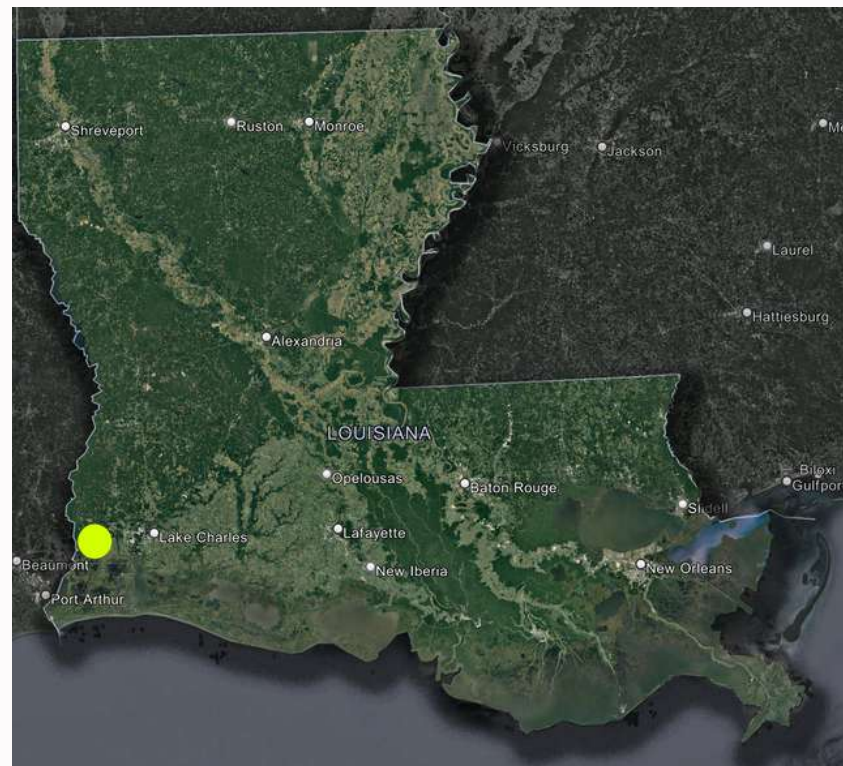 Shreveport
Ruston
Monroe
Vicksburg
Jackson
Laurel
Hattiesburg
Alexandria
LOUISIANA
Opelousas
Baton Rouge
Biloxi
Gulfpor
Slidell
Lake Charles
Lafayette
Beaumont
New Iberia
New Orleans
Port Arthur